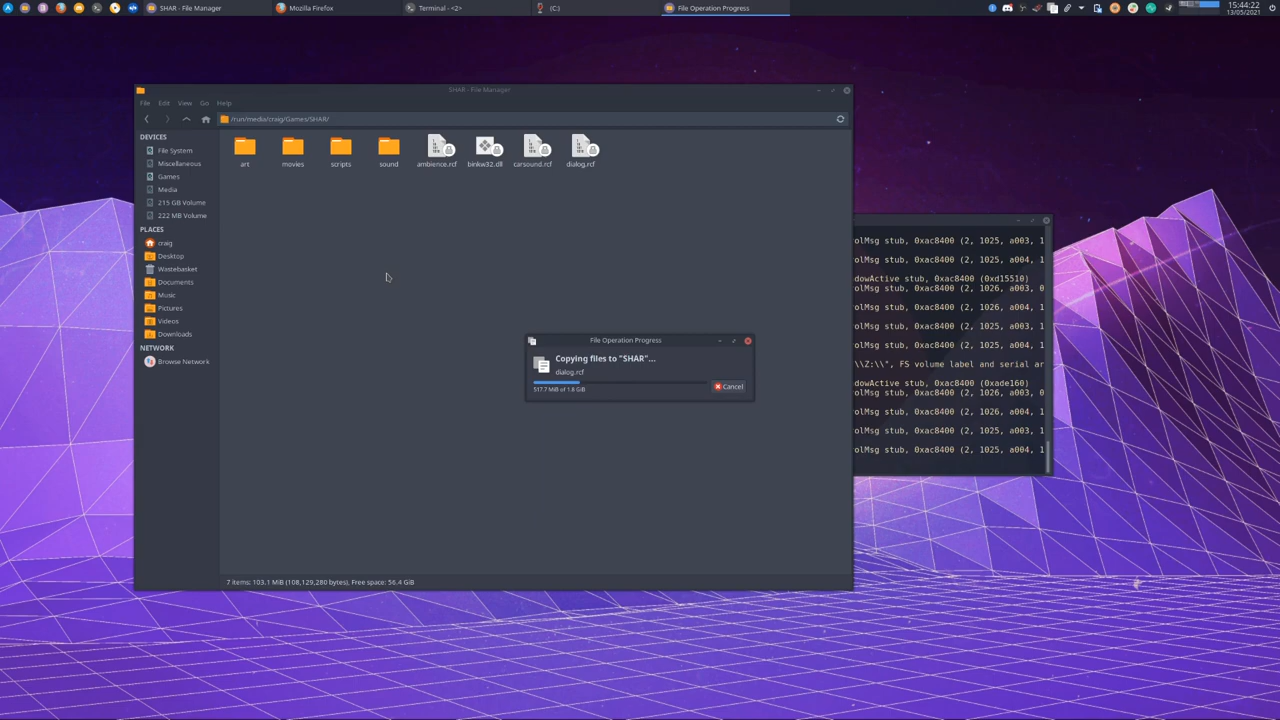 SHAR - File Manager
Mozilla Firefox
Terminal - <2>
(C:)
File Operation Progress
15:44:22
13/05/2021
SHAR - File Manager
File Edit View Go Help
/run/media/craig/Games/SHAR/
DEVICES
File System
Miscellaneous
Games
Media
215 GB Volume
222 MB Volume
PLACES
craig
Desktop
Wastebasket
Documents
Music
Pictures
Videos
Downloads
NETWORK
Browse Network
art
movies
scripts
sound
ambience.rcf
binkw32.dll
carsound.rcf
dialog.rcf
7 items: 103.1 MiB (108,129,280 bytes), Free space: 56.4 GiB
File Operation Progress
Copying files to "SHAR"...
dialog.rcf
517.7 MiB of 1.8 GiB
Cancel
olMsg stub, 0xac8400 (2, 1025, a003, 1
olMsg stub, 0xac8400 (2, 1025, a004, 1
dowActive stub, 0xac8400 (0xd15510)
olMsg stub, 0xac8400 (2, 1026, a003, 0
olMsg stub, 0xac8400 (2, 1026, a004, 1
olMsg stub, 0xac8400 (2, 1025, a003, 1
olMsg stub, 0xac8400 (2, 1025, a004, 1
\\Z:\\", FS volume label and serial ar
dowActive stub, 0xac8400 (0xade160)
olMsg stub, 0xac8400 (2, 1026, a003, 0
olMsg stub, 0xac8400 (2, 1026, a004, 1
olMsg stub, 0xac8400 (2, 1025, a003, 1
olMsg stub, 0xac8400 (2, 1025, a004, 1